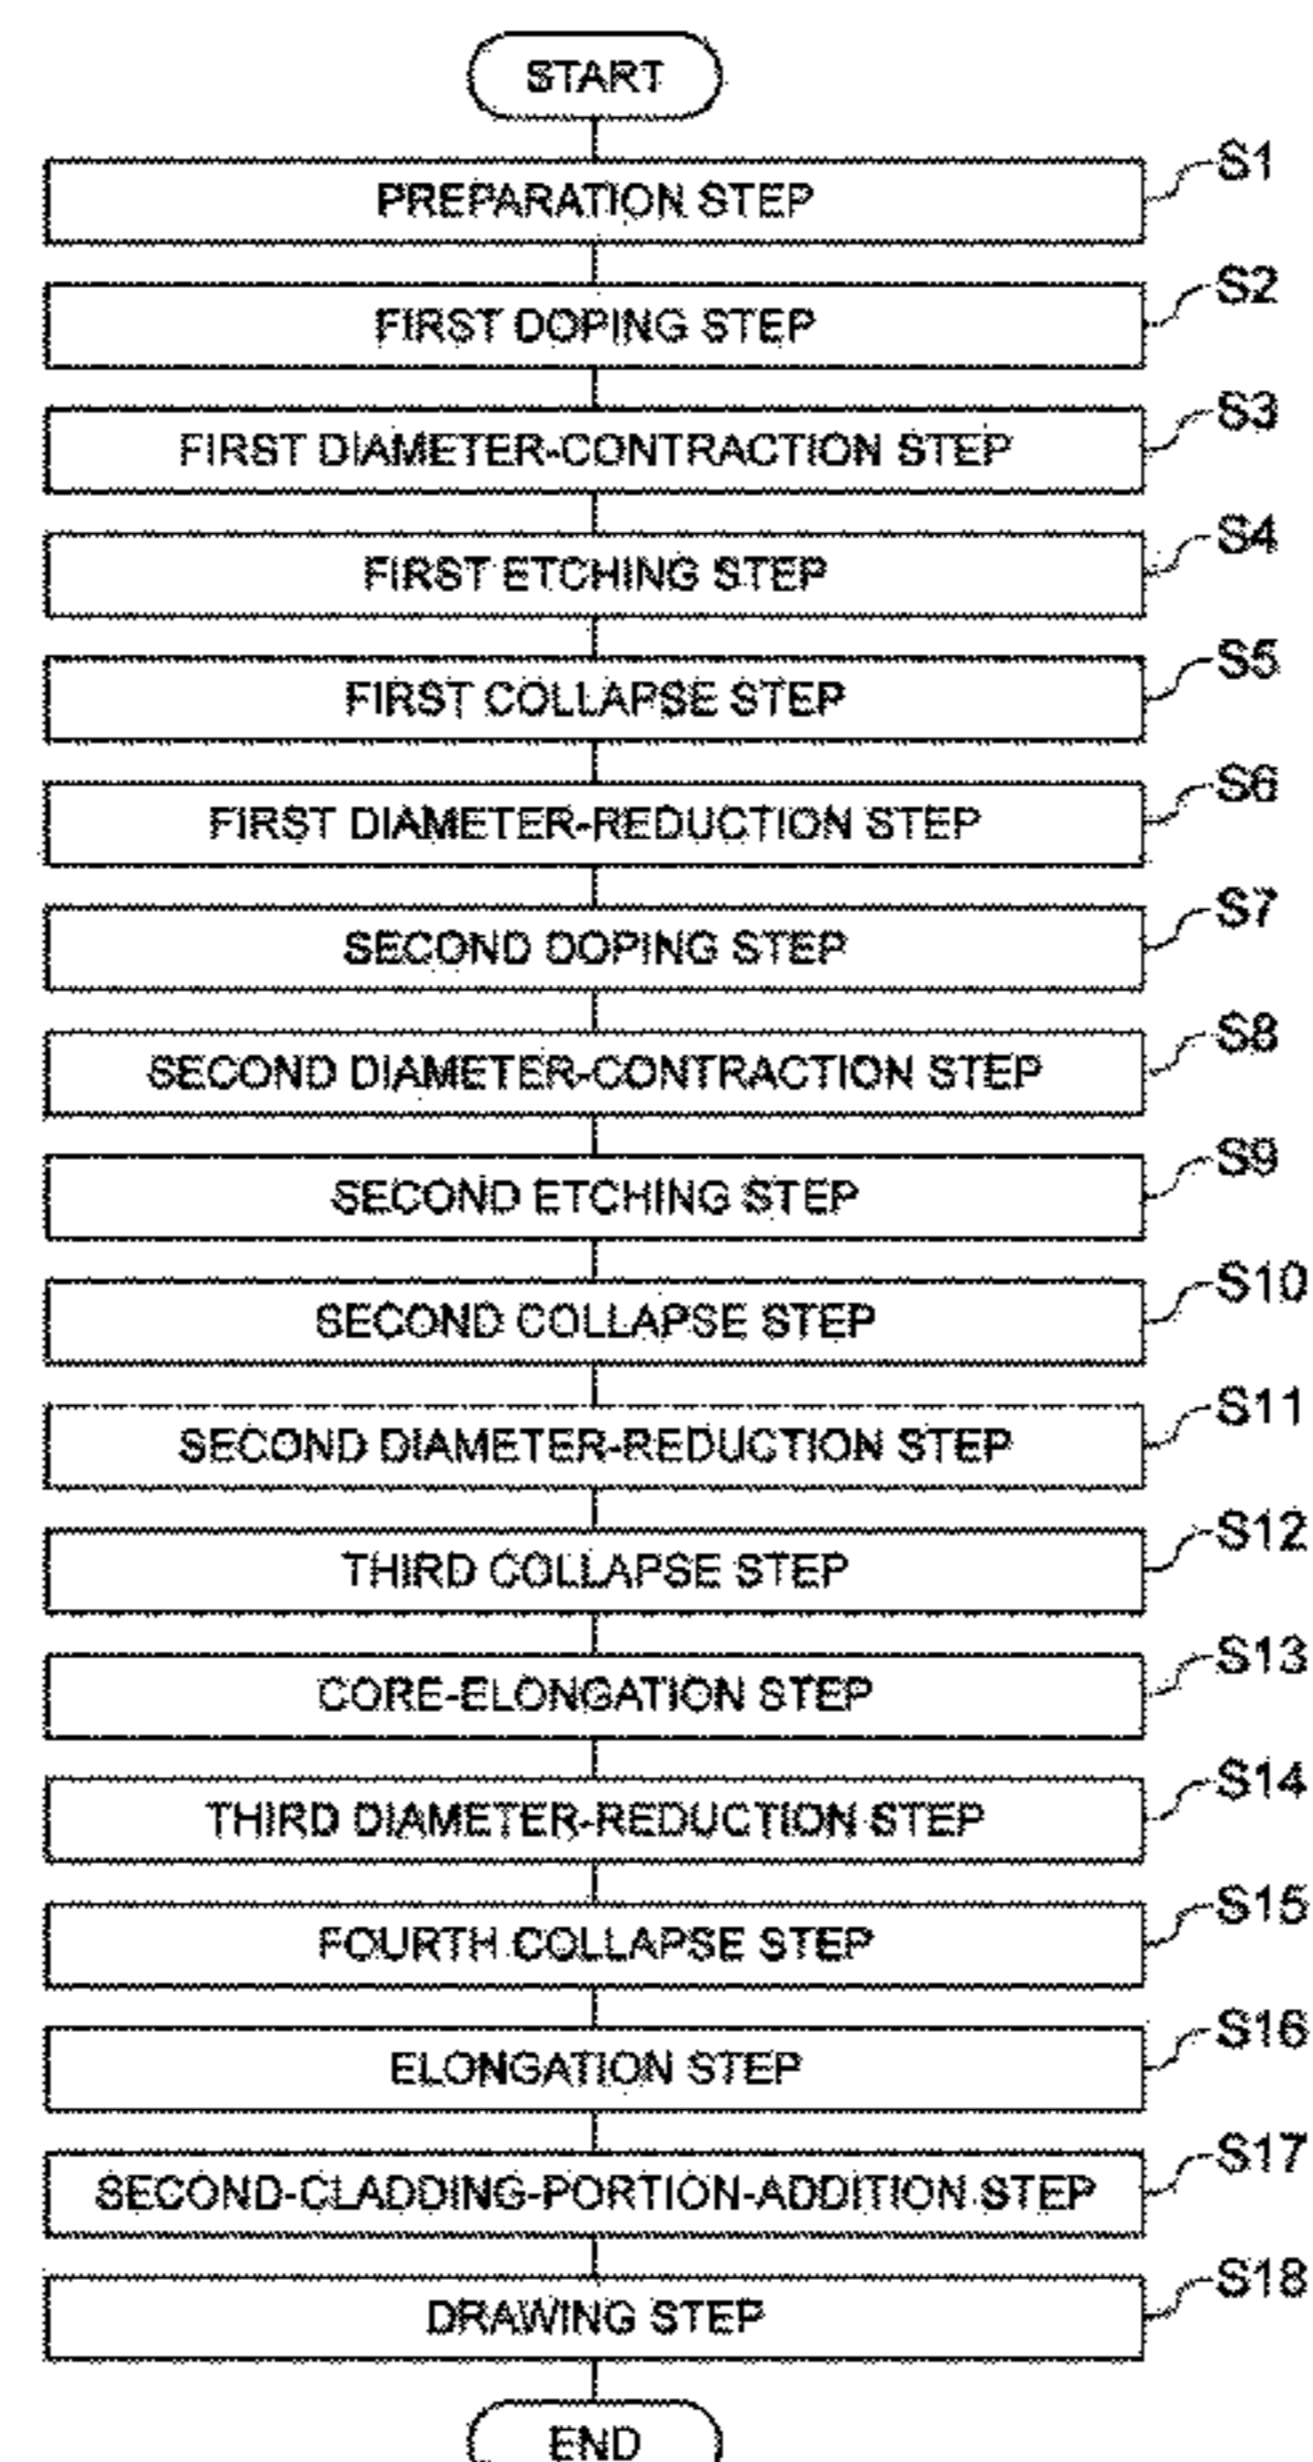 START
PREPARATION STEP S1
FIRST DOPING STEP S2
FIRST DIAMETER-CONTRACTION STEP S3
FIRST ETCHING STEP S4
FIRST COLLAPSE STEP S5
FIRST DIAMETER-REDUCTION STEP S6
SECOND DOPING STEP S7
SECOND DIAMETER-CONTRACTION STEP S8
SECOND ETCHING STEP S9
SECOND COLLAPSE STEP S10
SECOND DIAMETER-REDUCTION STEP S11
THIRD COLLAPSE STEP S12
CORE-ELONGATION STEP S13
THIRD DIAMETER-REDUCTION STEP S14
FOURTH COLLAPSE STEP S15
ELONGATION STEP S16
SECOND-CLADDING-PORTION-ADDITION STEP S17
DRAWING STEP S18
END